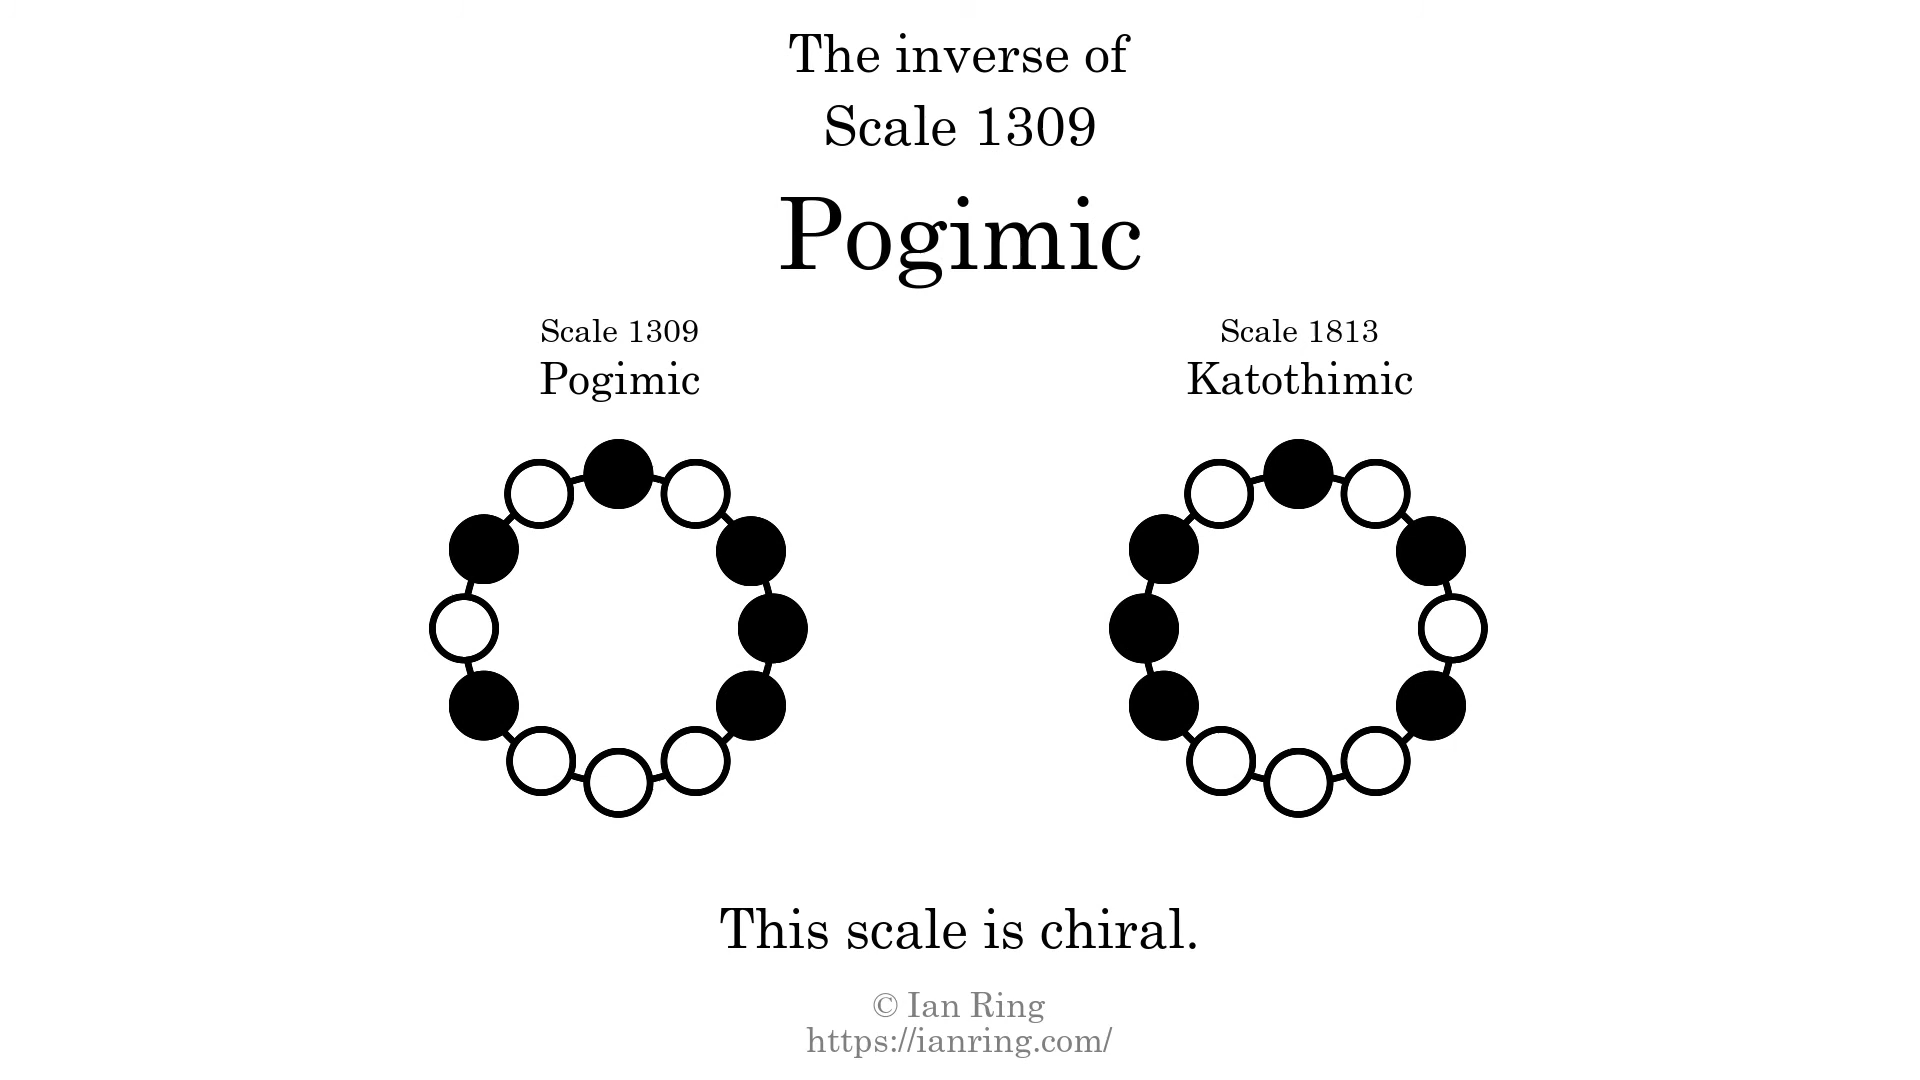 The inverse of
Scale 1309
Pogimic
Scale 1309
Pogimic
Scale 1813
Katothimic
This scale is chiral.
© Ian Ring
https://ianring.com/